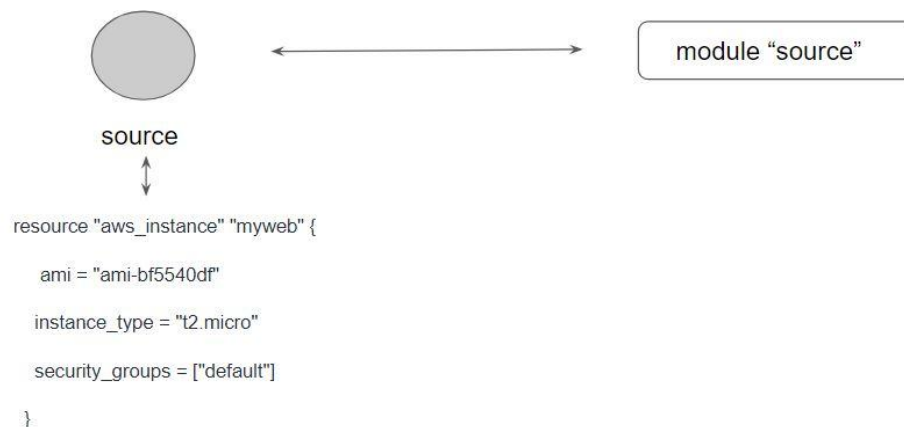 module “source”
source
resource "aws_instance" "myweb" {
ami = "ami-bf5540df"
instance_type = "t2.micro"
security_groups = ["default"]
}